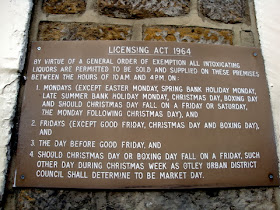 LICENSING ACT 1964
BY VIRTUE OF A GENERAL ORDER OF EXEMPTION ALL INTOXICATING
LIQUORS ARE PERMITTED TO BE SOLD AND SUPPLIED ON THESE PREMISES
BETWEEN THE HOURS OF 10 AM AND 4 PM ON:
1. MONDAYS (EXCEPT EASTER MONDAY, SPRING BANK HOLIDAY MONDAY,
LATE SUMMER BANK HOLIDAY MONDAY, CHRISTMAS DAY, BOXING DAY
AND SHOULD CHRISTMAS DAY FALL ON A FRIDAY OR SATURDAY,
THE MONDAY FOLLOWING CHRISTMAS DAY), AND
2. FRIDAYS (EXCEPT GOOD FRIDAY, CHRISTMAS DAY AND BOXING DAY),
AND
3. THE DAY BEFORE GOOD FRIDAY, AND
4. SHOULD CHRISTMAS DAY OR BOXING DAY FALL ON A FRIDAY, SUCH
OTHER DAY DURING CHRISTMAS WEEK AS OTLEY URBAN DISTRICT
COUNCIL SHALL DETERMINE TO BE MARKET DAY.